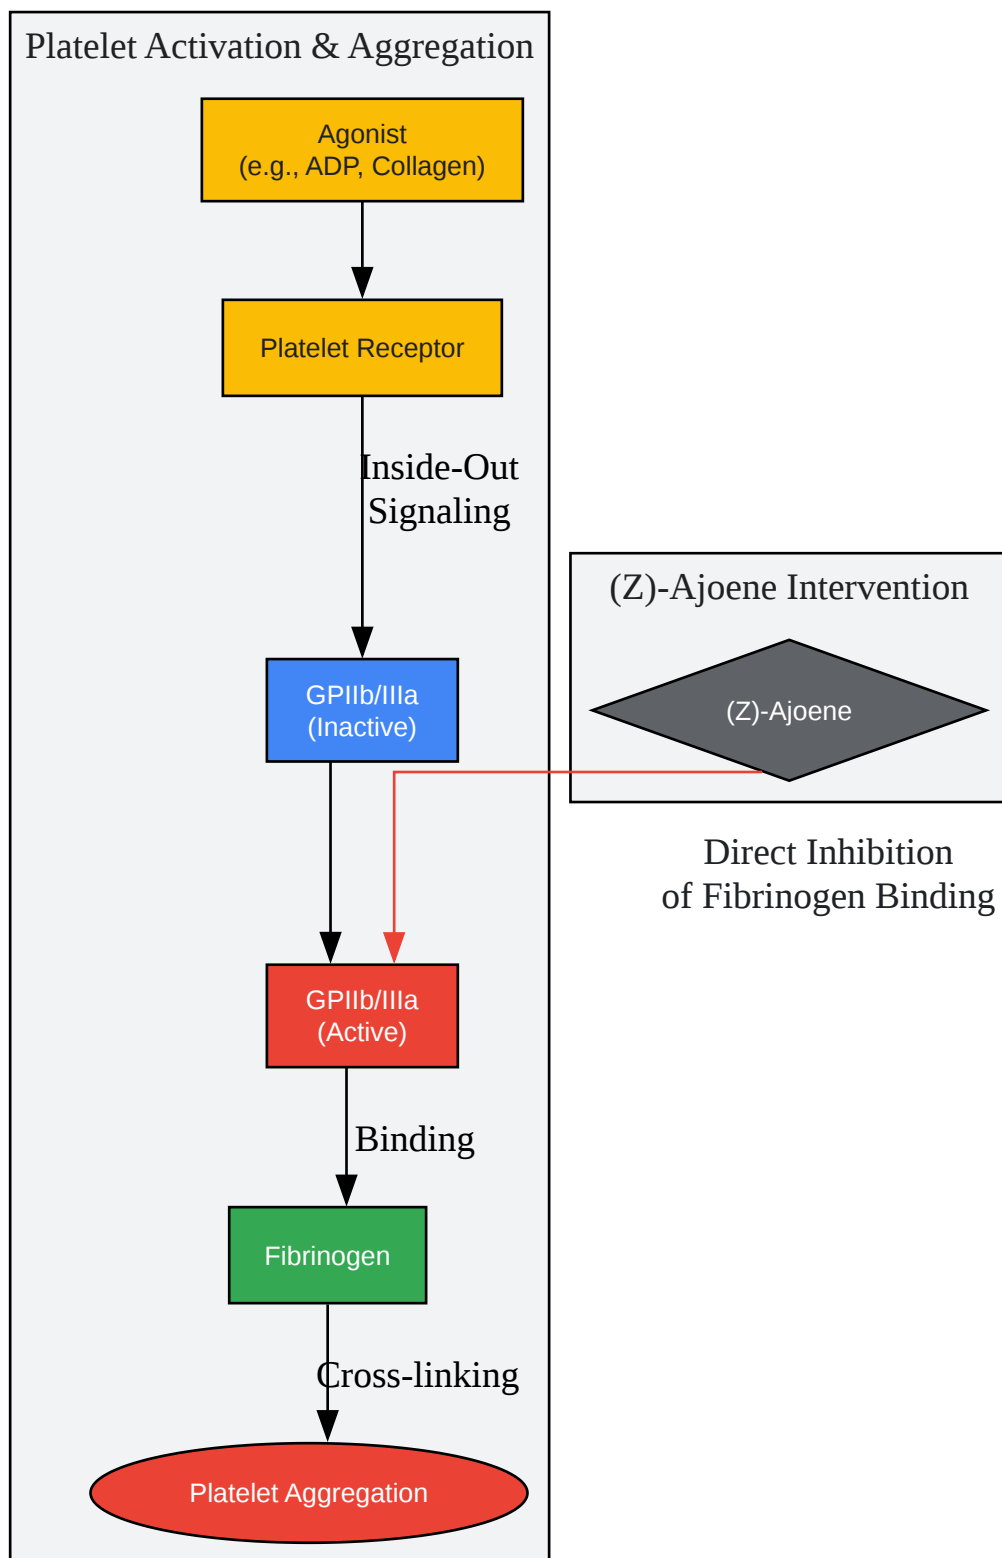 Platelet Activation & Aggregation
Agonist
(e.g., ADP, Collagen)
Platelet Receptor
Inside-Out
Signaling
(Z)-Ajoene Intervention
GPIIb/IIIa
(Inactive)
(Z)-Ajoene
Direct Inhibition
of Fibrinogen Binding
GPIIb/IIIa
(Active)
Binding
Fibrinogen
Cross-linking
Platelet Aggregation